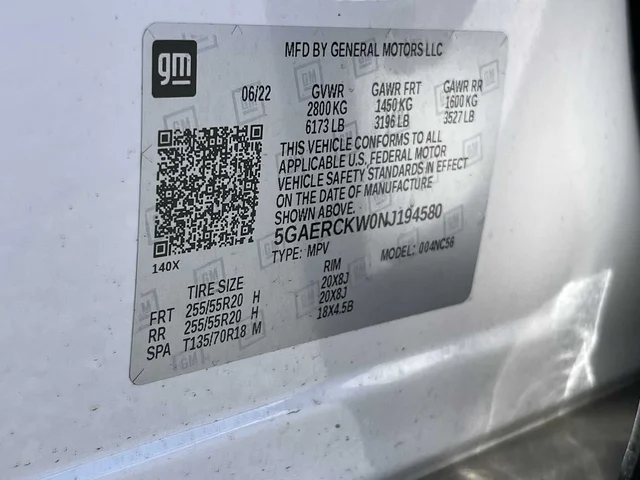 gm
MFD BY GENERAL MOTORS LLC
06/22
GVWR GAWR FRT GAWR RR
2800 KG 1450 KG 1600 KG
6173 LB 3196 LB 3527 LB
THIS VEHICLE CONFORMS TO ALL
APPLICABLE U.S. FEDERAL MOTOR
VEHICLE SAFETY STANDARDS IN EFFECT
ON THE DATE OF MANUFACTURE
SHOWN ABOVE.
5GAERCKW0NJ194580
TYPE: MPV MODEL: 004NC56
140X
TIRE SIZE RIM
FRT 255/55R20 H 20X8J
RR 255/55R20 H 20X8J
SPA T135/70R18 M 18X4.5B